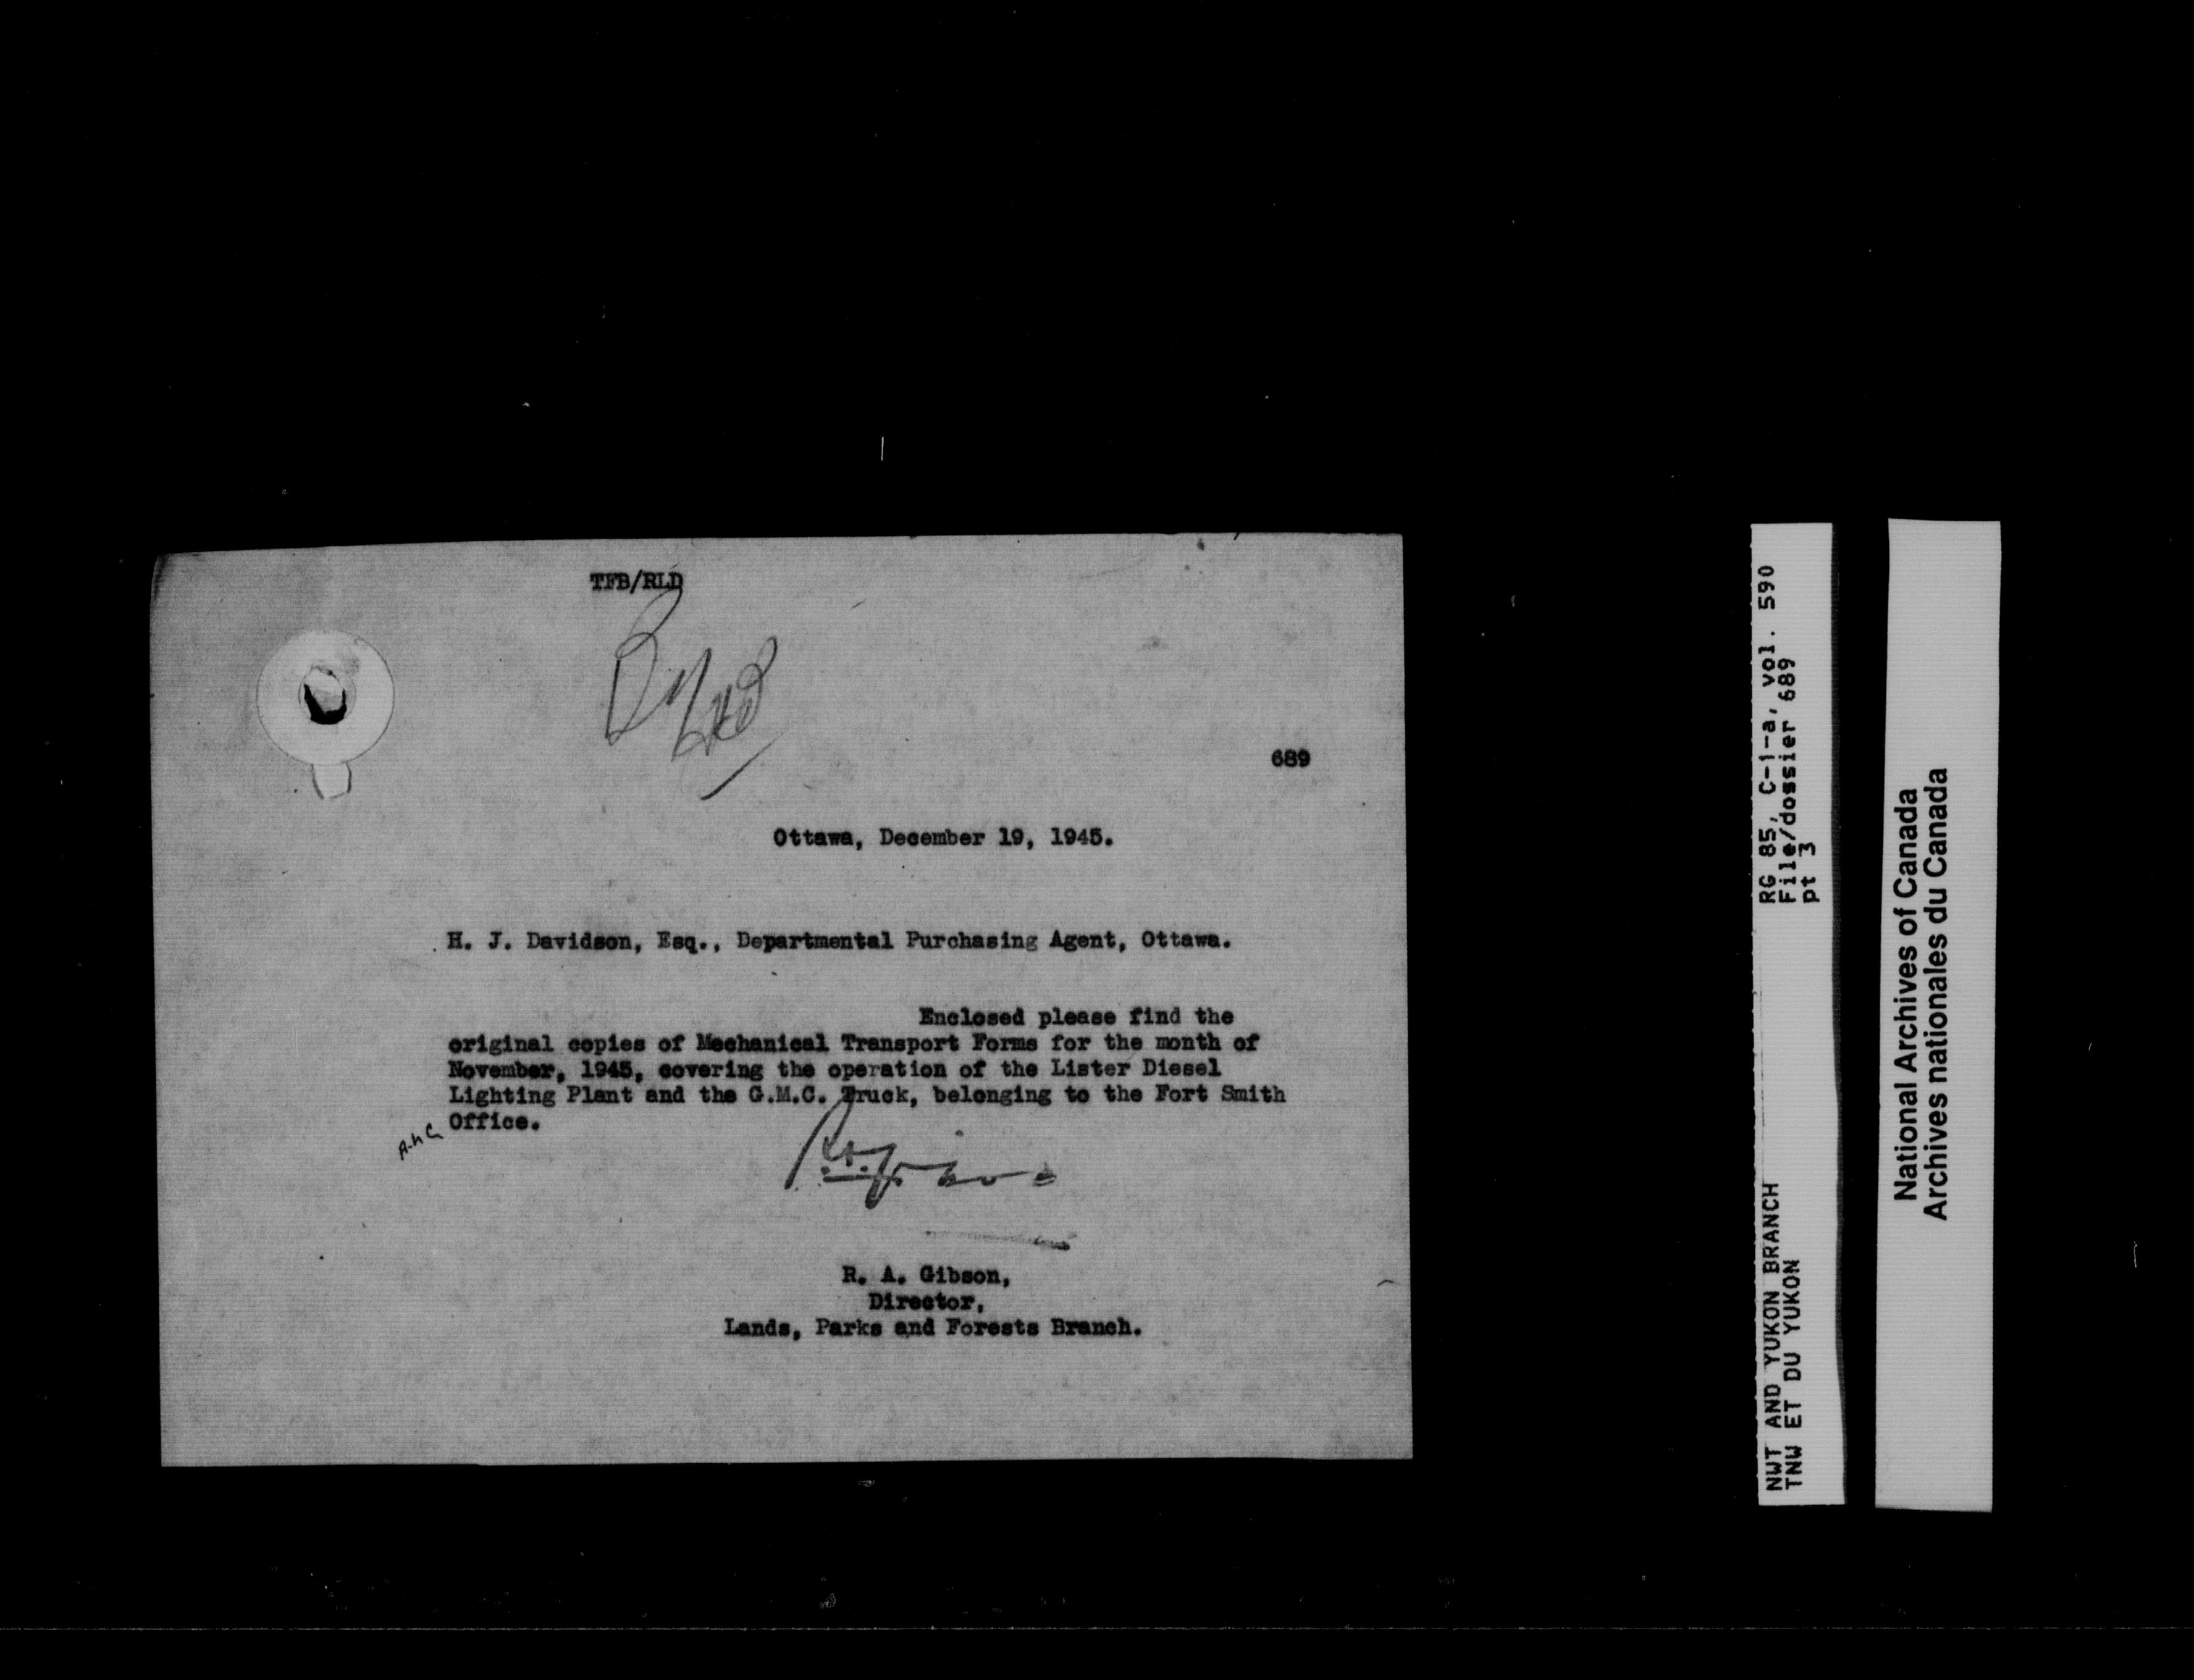 TFB/RLD
689
Ottawa, December 19, 1945.
H. J. Davidson, Esq., Departmental Purchasing Agent, Ottawa.
Enclosed please find the
original copies of Mechanical Transport Forms for the month of
November, 1945, covering the operation of the Lister Diesel
Lighting Plant and the G.M.C. Truck, belonging to the Fort Smith
Office.
R. A. Gibson
R. A. Gibson,
Director,
Lands, Parks and Forests Branch.
RG 85, C-1-a, vol. 590
File/dossier 689
pt 3
NWT AND YUKON BRANCH
TNW ET DU YUKON
National Archives of Canada
Archives nationales du Canada